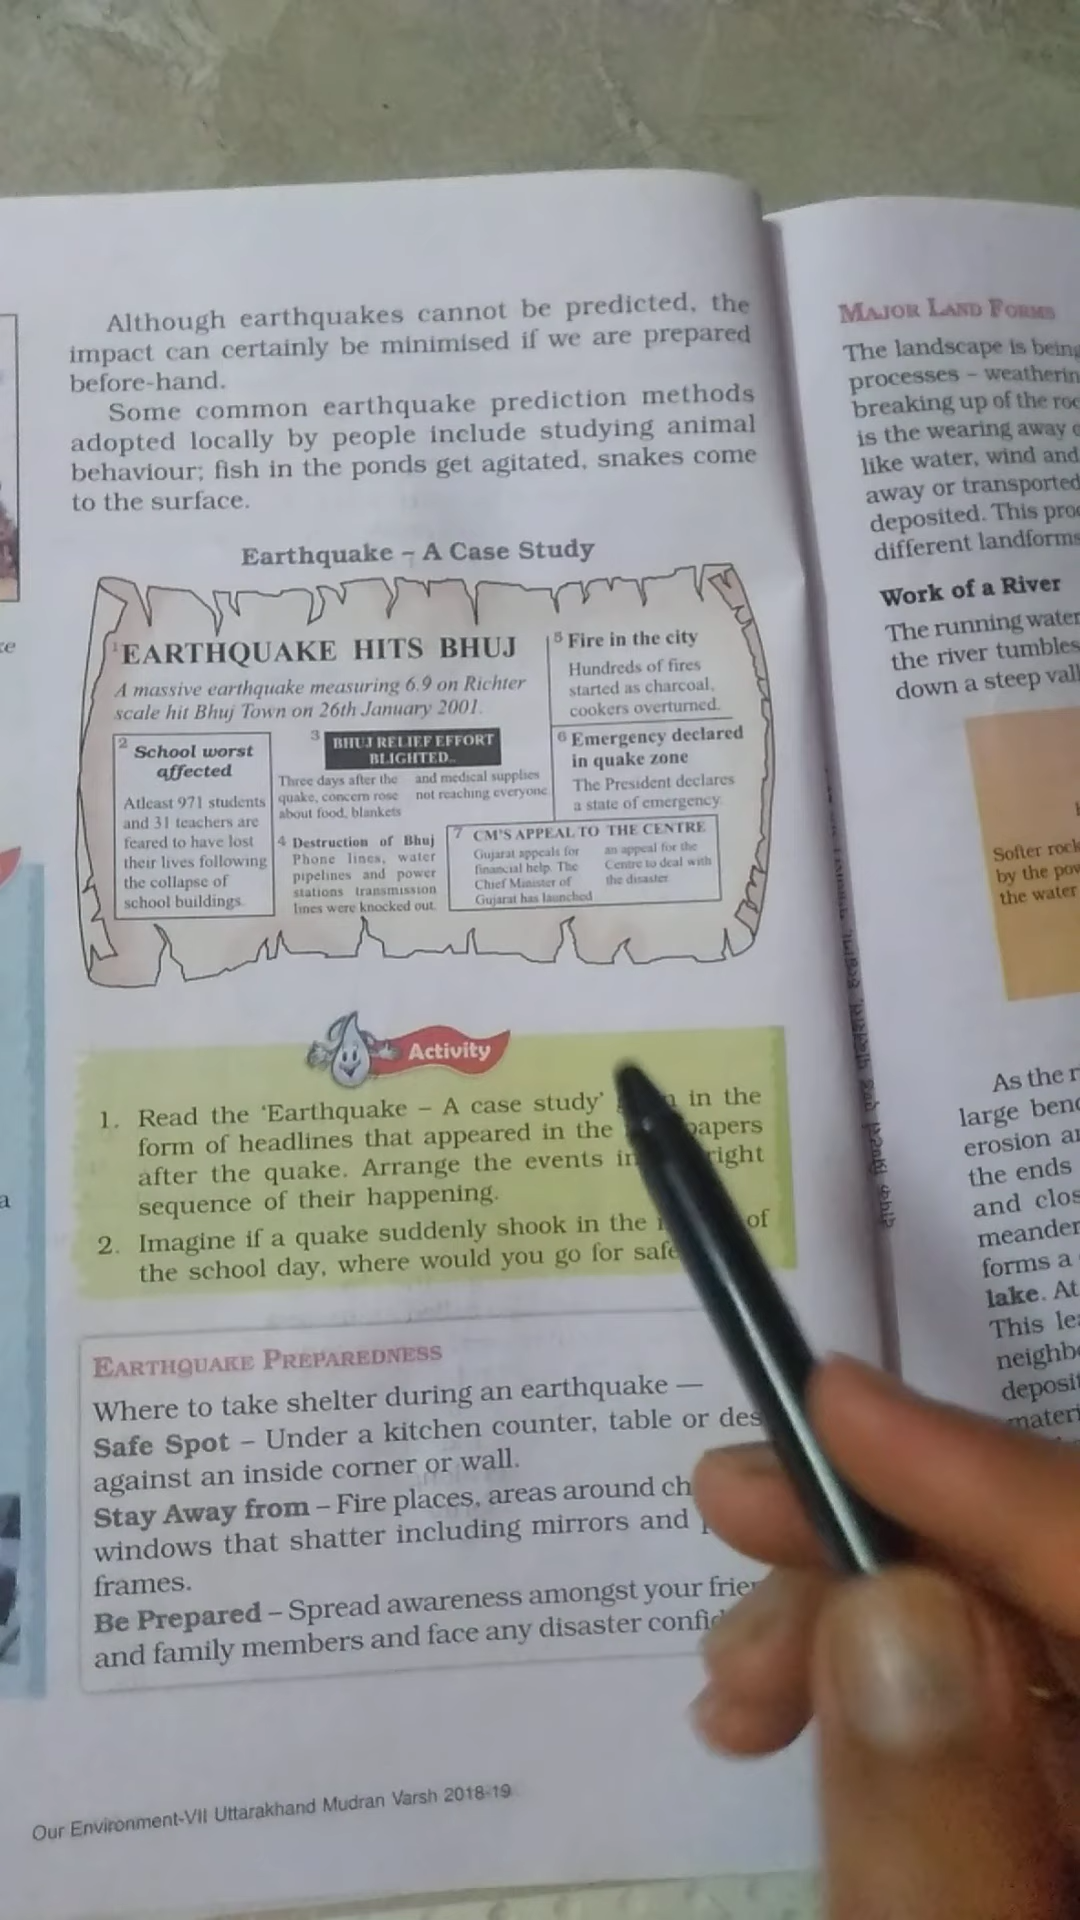 Although earthquakes cannot be predicted, the
impact can certainly be minimised if we are prepared
before-hand.
Some common earthquake prediction methods
adopted locally by people include studying animal
behaviour; fish in the ponds get agitated, snakes come
to the surface.
Earthquake – A Case Study
1
EARTHQUAKE HITS BHUJ
A massive earthquake measuring 6.9 on Richter
scale hit Bhuj Town on 26th January 2001.
2
School worst
affected
Atleast 971 students
and 31 teachers are
feared to have lost
their lives following
the collapse of
school buildings.
3
BHUJ RELIEF EFFORT
BLIGHTED..
Three days after the
quake, concern rose
about food, blankets
and medical supplies
not reaching everyone
4 Destruction of Bhuj
Phone lines, water
pipelines and power
stations transmission
lines were knocked out.
5 Fire in the city
Hundreds of fires
started as charcoal,
cookers overturned.
6 Emergency declared
in quake zone
The President declares
a state of emergency
7 CM'S APPEAL TO THE CENTRE
Gujarat appeals for
financial help. The
Chief Minister of
Gujarat has launched
an appeal for the
Centre to deal with
the disaster
Activity
1. Read the 'Earthquake – A case study' in the
form of headlines that appeared in the papers
after the quake. Arrange the events in right
sequence of their happening.
2. Imagine if a quake suddenly shook in the of
the school day, where would you go for
EARTHQUAKE PREPAREDNESS
Where to take shelter during an earthquake —
Safe Spot – Under a kitchen counter, table or
against an inside corner or wall.
Stay Away from – Fire places, areas around
windows that shatter including mirrors and
frames.
Be Prepared – Spread awareness amongst your
and family members and face any disaster
Our Environment-VII Uttarakhand Mudran Varsh 2018-19
MAJOR LAND FORMS
The landscape is being
processes –
breaking up of the
is the wearing away
like water, wind and
away or transported
deposited. This
different landforms
Work of a River
The running water
the river tumbles
down a steep
Softer rock
by the
the water
As the
large
erosion
the ends
and
forms a
lake. At
This